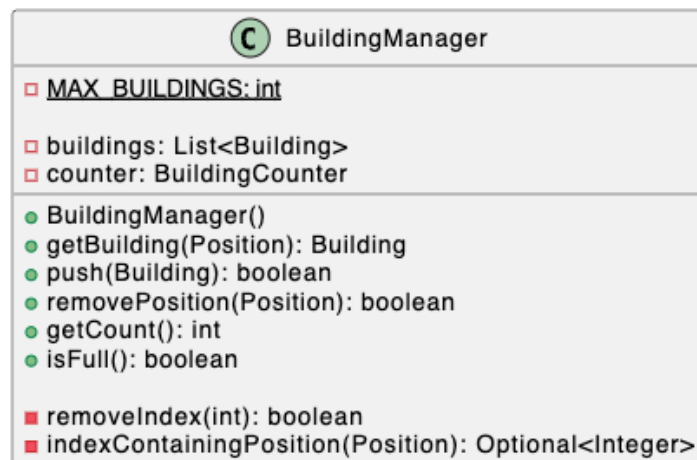 C BuildingManager
MAX_BUILDINGS: int
buildings: List<Building>
counter: BuildingCounter
BuildingManager()
getBuilding(Position): Building
push(Building): boolean
removePosition(Position): boolean
getCount(): int
isFull(): boolean
removeIndex(int): boolean
indexContainingPosition(Position): Optional<Integer>